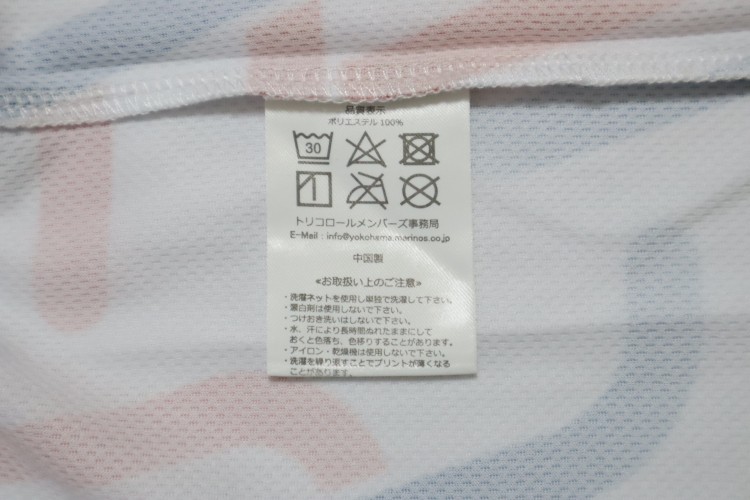 品質表示
ポリエステル 100%
30
トリコロールメンバーズ事務局
E-Mail : info@yokohama.marinos.co.jp
中国製
≪お取扱い上のご注意≫
・洗濯ネットを使用し単独で洗濯して下さい。
・漂白剤は使用しないで下さい。
・つけおき洗いはしないで下さい。
・水、汗により長時間ぬれたままにして
おくと色落ち、色移りすることがあります。
・アイロン・乾燥機は使用しないで下さい。
・洗濯を繰り返すことでプリントが薄くなる
ことがあります。